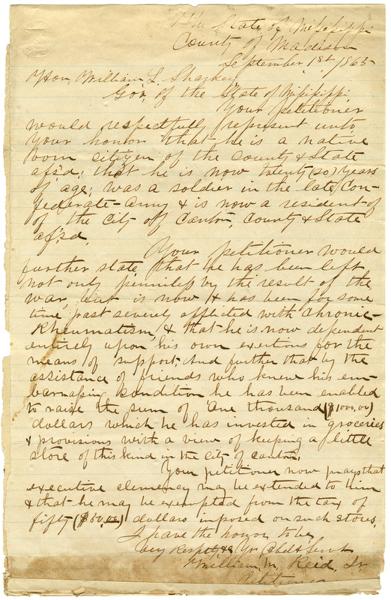 The State of Mississippi
County of Madison
September 1st / 1865
Hon William L. Sharkey
Gov, of the State of Mississippi
Your petitioner
would respectfully represent unto
Your honor that he is a native
born citizen of the County & State
afs'd; that he is now twenty (20) Years
of age; was a soldier in the late Con-
federate army & is now a resident of
of the City of Canton, County & State
afs'd.
Your petitioner would
further state, that he has been left
not only penniless by the result of the
war, but is now & has been for some
time past severely afflicted with Chronic
Rheumatism, & that he is now dependent
entirely upon his own exertions for the
means of support; And further that by the
assistance of friends who knew his em-
barrassing condition he has been enabled
to raise the sum of One thousand ($1000,00)
dollars which he has invested in groceries
& provisions with a view of keeping a little
store of this kind in the City of Canton.
Your petitioner now prays that
executive clemency may be extended to him
& that he may be exempted from the tax of
fifty ($50,00) dollars imposed on such stores.
I have the honor to be,
Very Respct Yr Obdt Servt
William M. Reid Jr
Petitioner